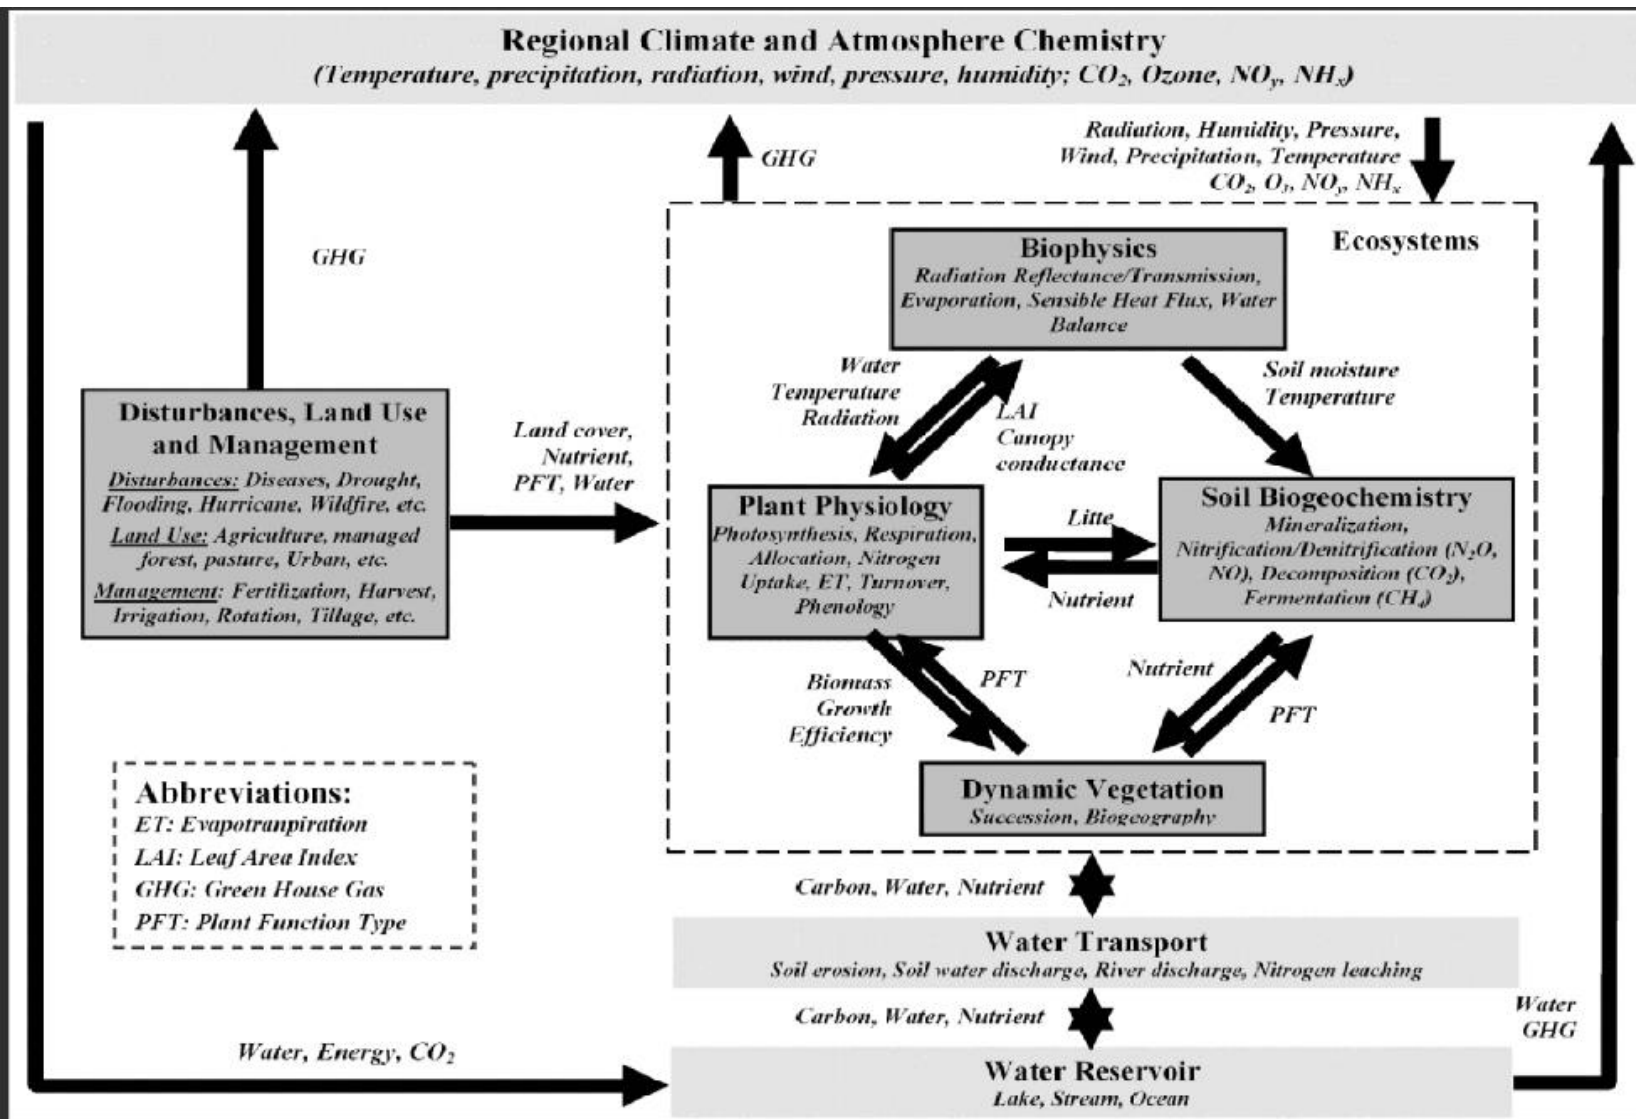 Regional Climate and Atmosphere Chemistry
(Temperature, precipitation, radiation, wind, pressure, humidity; CO₂, Ozone, NOy, NHx)
GHG
GHG
Radiation, Humidity, Pressure,
Wind, Precipitation, Temperature
CO₂, O₃, NOy, NHx
Ecosystems
Biophysics
Radiation Reflectance/Transmission,
Evaporation, Sensible Heat Flux, Water
Balance
Water
Temperature
Radiation
LAI
Canopy
conductance
Soil moisture
Temperature
Disturbances, Land Use
and Management
Disturbances: Diseases, Drought,
Flooding, Hurricane, Wildfire, etc.
Land Use: Agriculture, managed
forest, pasture, Urban, etc.
Management: Fertilization, Harvest,
Irrigation, Rotation, Tillage, etc.
Land cover,
Nutrient,
PFT, Water
Plant Physiology
Photosynthesis, Respiration,
Allocation, Nitrogen
Uptake, ET, Turnover,
Phenology
Litte
Nutrient
Soil Biogeochemistry
Mineralization,
Nitrification/Denitrification (N₂O,
NO), Decomposition (CO₂),
Fermentation (CH₄)
Biomass
Growth
Efficiency
PFT
Nutrient
PFT
Dynamic Vegetation
Succession, Biogeography
Abbreviations:
ET: Evapotranpiration
LAI: Leaf Area Index
GHG: Green House Gas
PFT: Plant Function Type
Carbon, Water, Nutrient
Water Transport
Soil erosion, Soil water discharge, River discharge, Nitrogen leaching
Carbon, Water, Nutrient
Water
GHG
Water, Energy, CO₂
Water Reservoir
Lake, Stream, Ocean